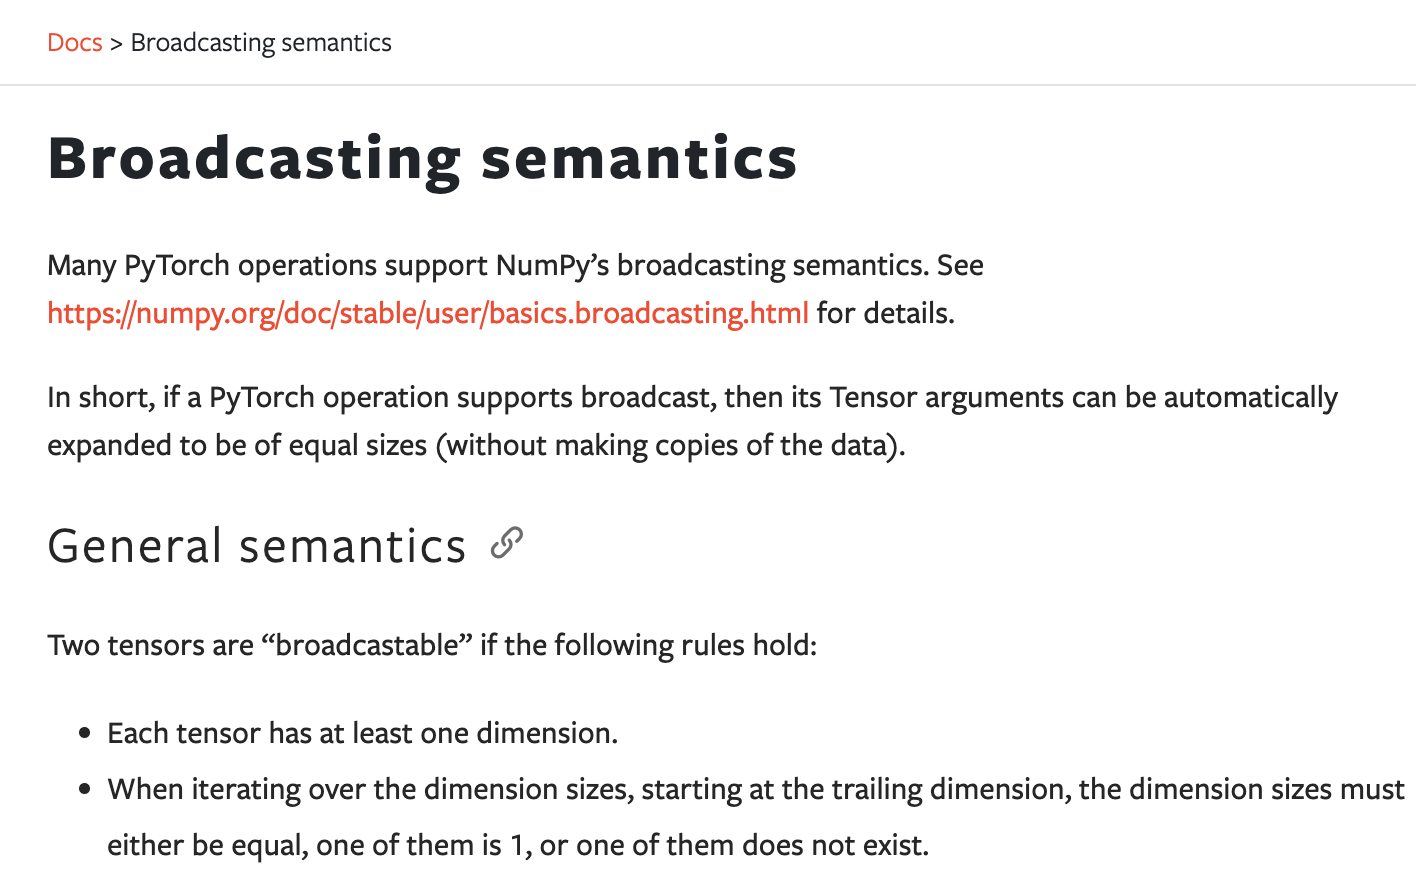 Docs > Broadcasting semantics
Broadcasting semantics
Many PyTorch operations support NumPy’s broadcasting semantics. See
https://numpy.org/doc/stable/user/basics.broadcasting.html for details.
In short, if a PyTorch operation supports broadcast, then its Tensor arguments can be automatically
expanded to be of equal sizes (without making copies of the data).
General semantics
Two tensors are “broadcastable” if the following rules hold:
• Each tensor has at least one dimension.
• When iterating over the dimension sizes, starting at the trailing dimension, the dimension sizes must
either be equal, one of them is 1, or one of them does not exist.